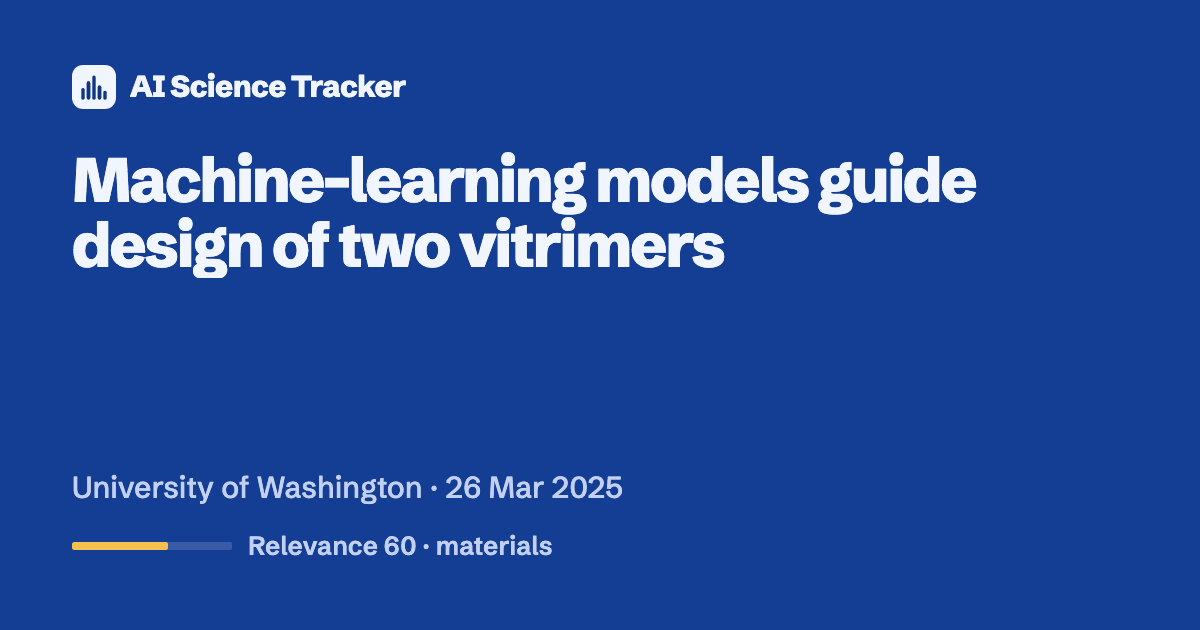 AI Science Tracker
Machine-learning models guide
design of two vitrimers
University of Washington · 26 Mar 2025
Relevance 60 · materials